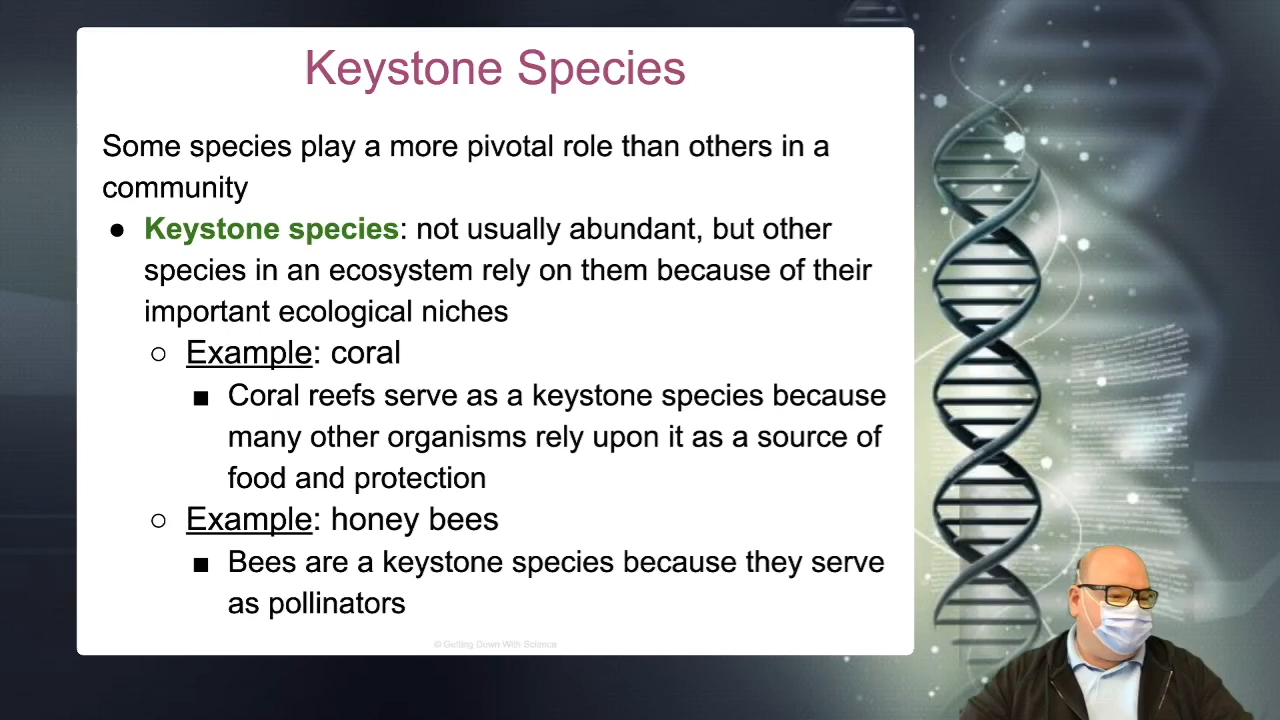 Keystone Species
Some species play a more pivotal role than others in a
community
● Keystone species: not usually abundant, but other
species in an ecosystem rely on them because of their
important ecological niches
○ Example: coral
■ Coral reefs serve as a keystone species because
many other organisms rely upon it as a source of
food and protection
○ Example: honey bees
■ Bees are a keystone species because they serve
as pollinators
© Getting Down With Science